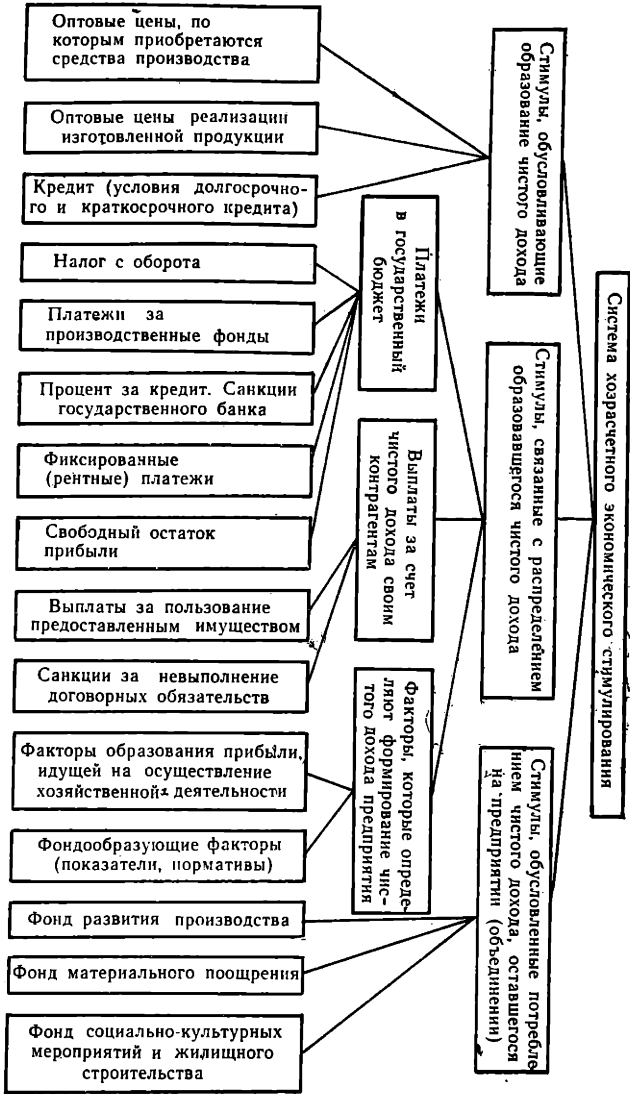 Система хозрасчетного экономического стимулирования
Стимулы, обусловливающие
образование чистого дохода
Стимулы, связанные с распределением
образовавшегося чистого дохода
Стимулы, обусловленные потребле-
нием чистого дохода, оставшегося
на предприятии (объединении)
Платежи
в государственный
бюджет
Выплаты за счет
чистого дохода своим
контрагентам
Факторы, которые опреде-
ляют формирование чис-
того дохода предприятия
Оптовые цены, по
которым приобретаются
средства производства
Оптовые цены реализации
изготовленной продукции
Кредит (условия долгосрочно-
го и краткосрочного кредита)
Налог с оборота
Платежи за
производственные фонды
Процент за кредит. Санкции
государственного банка
Фиксированные
(рентные) платежи
Свободный остаток
прибыли
Выплаты за пользование
предоставленным имуществом
Санкции за невыполнение
договорных обязательств
Факторы образования прибыли,
идущей на осуществление
хозяйственной деятельности
Фондообразующие факторы
(показатели, нормативы)
Фонд развития производства
Фонд материального поощрения
Фонд социально-культурных
мероприятий и жилищного
строительства